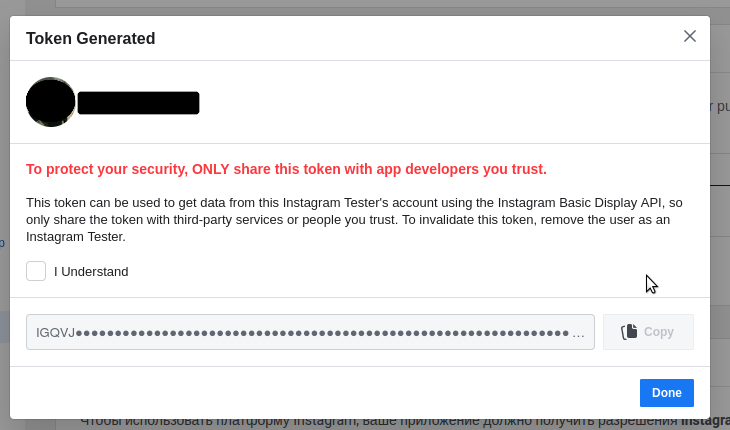 Token Generated
r pu
To protect your security, ONLY share this token with app developers you trust.
This token can be used to get data from this Instagram Tester's account using the Instagram Basic Display API, so
only share the token with third-party services or people you trust. To invalidate this token, remove the user as an
Instagram Tester.
I Understand
IGQVJ●●●●●●●●●●●●●●●●●●●●●●●●●●●●●●●●●●●●●●●●●●●●●●●●●●●●●●●●●●●●●●● ...
Copy
Done
Чтобы использовать платформу Instagram, ваше приложение должно получить разрешения Instagra